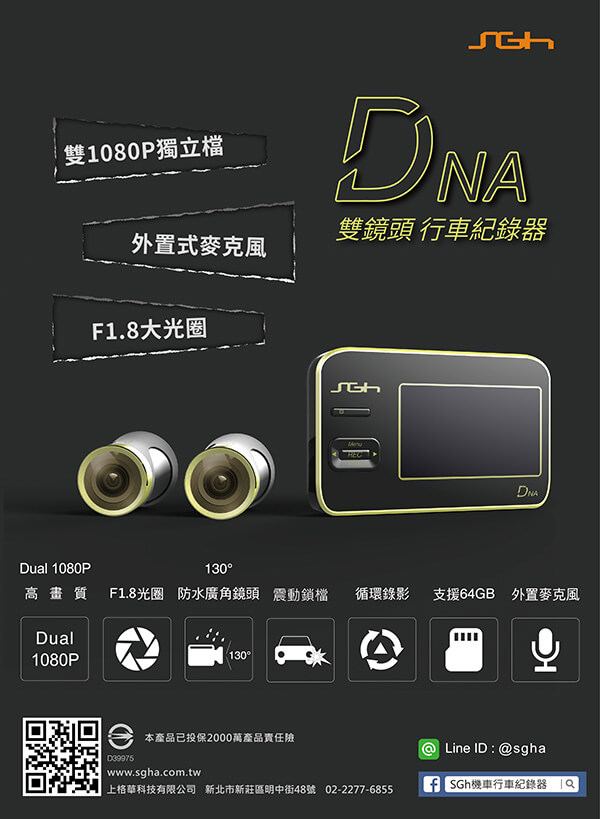 SGh
DNA
雙鏡頭 行車紀錄器
雙1080P獨立檔
外置式麥克風
F1.8大光圈
SGh
Menu
REC
DNA
Dual 1080P
高畫質
F1.8光圈
130°
防水廣角鏡頭
震動鎖檔
循環錄影
支援64GB
外置麥克風
Dual
1080P
130°
本產品已投保2000萬產品責任險
D39975
www.sgha.com.tw
上格華科技有限公司 新北市新莊區明中街48號 02-2277-6855
Line ID : @sgha
SGh機車行車紀錄器